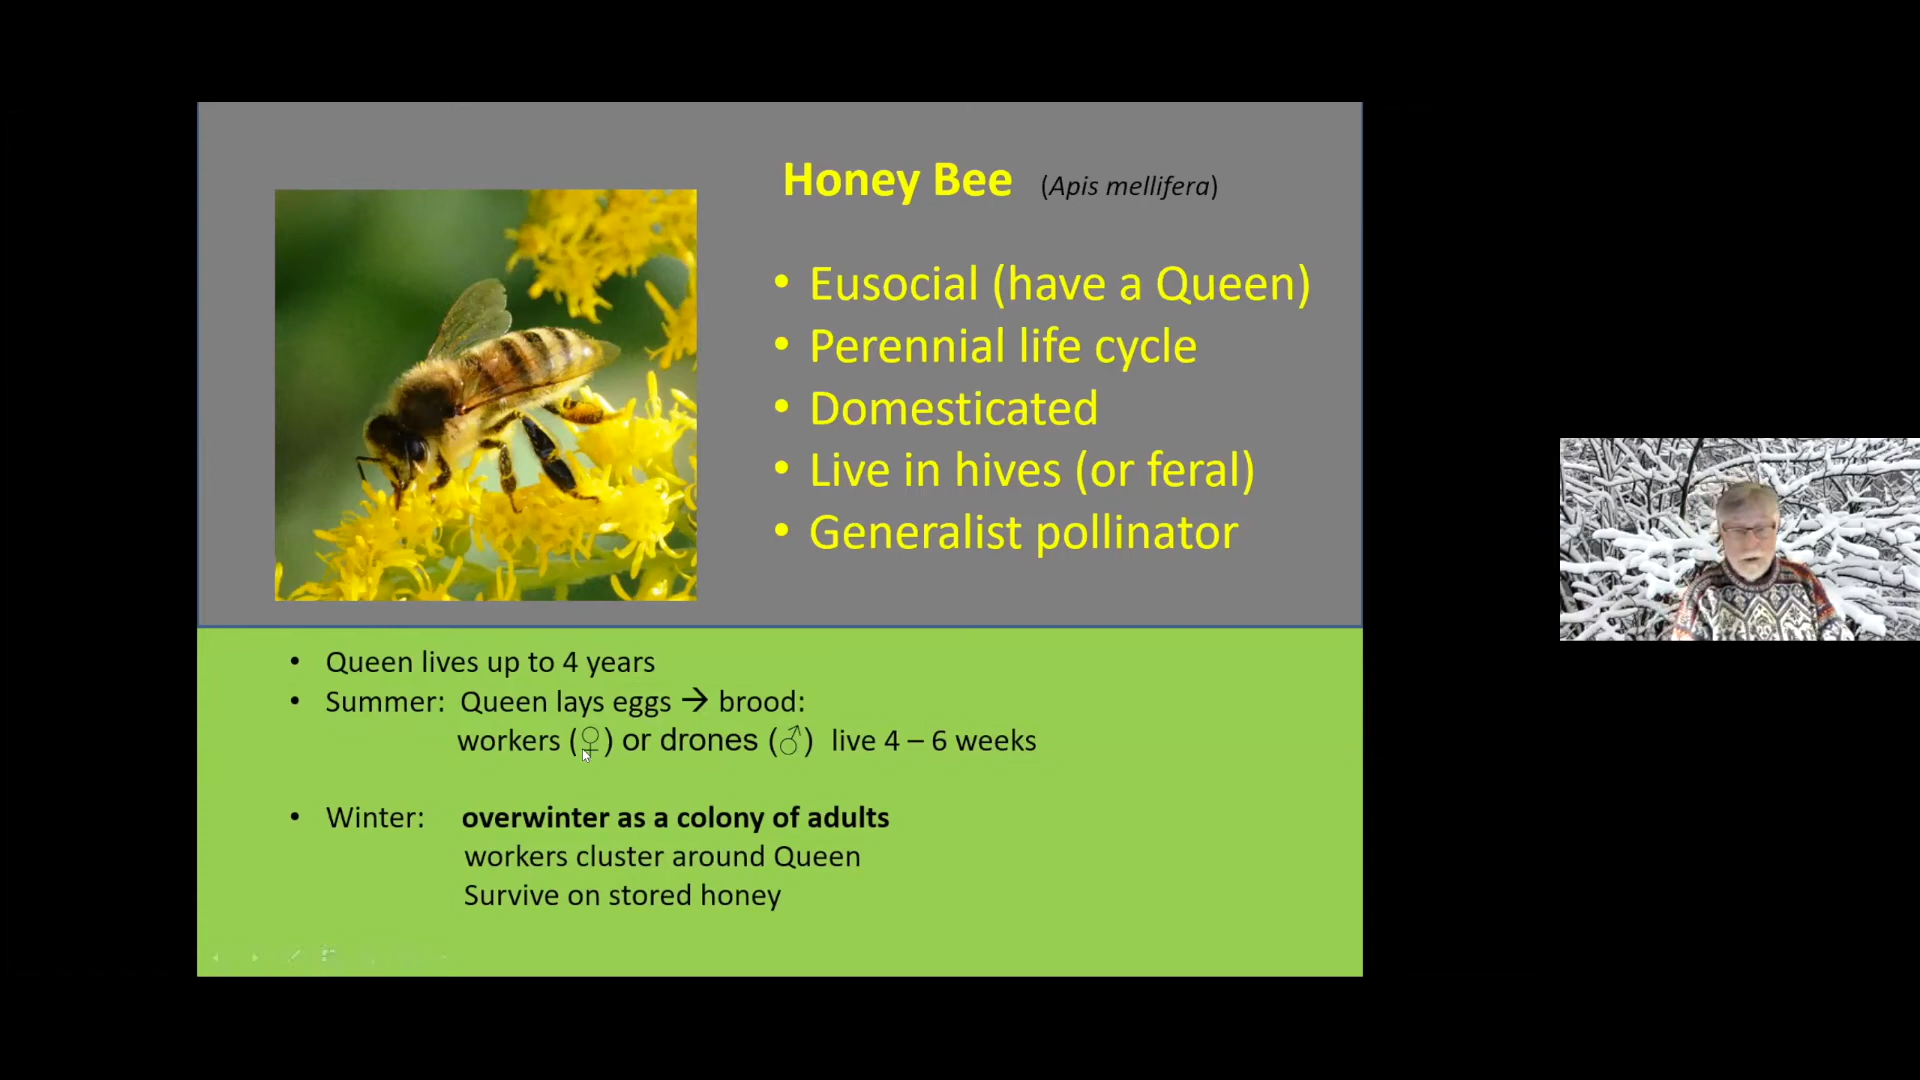 Honey Bee (Apis mellifera)
• Eusocial (have a Queen)
• Perennial life cycle
• Domesticated
• Live in hives (or feral)
• Generalist pollinator
• Queen lives up to 4 years
• Summer: Queen lays eggs → brood:
workers (♀) or drones (♂) live 4 – 6 weeks
• Winter: overwinter as a colony of adults
workers cluster around Queen
Survive on stored honey